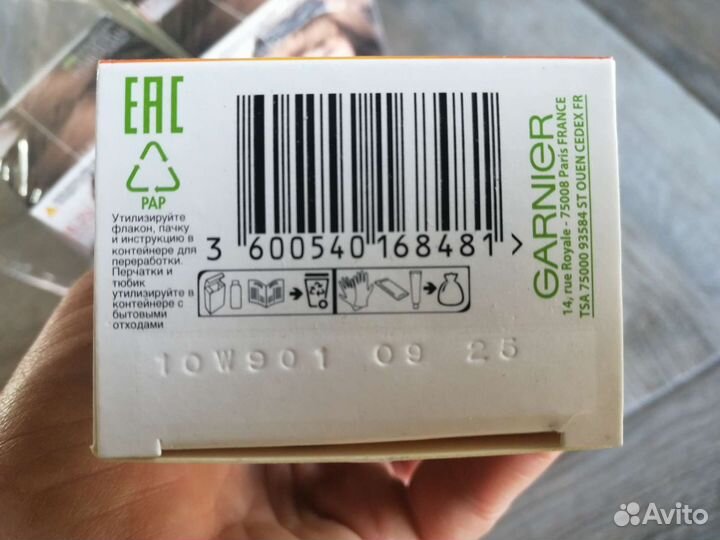 EAC
PAP
Утилизируйте
флакон, пачку
и инструкцию в
контейнере для
переработки.
Перчатки и
тюбик
утилизируйте в
контейнере с
бытовыми
отходами
3 600540 168481 >
GARNIER
14, rue Royale - 75008 Paris FRANCE
TSA 75000 93584 ST OUEN CEDEX FR
10W901 09 25
Avito